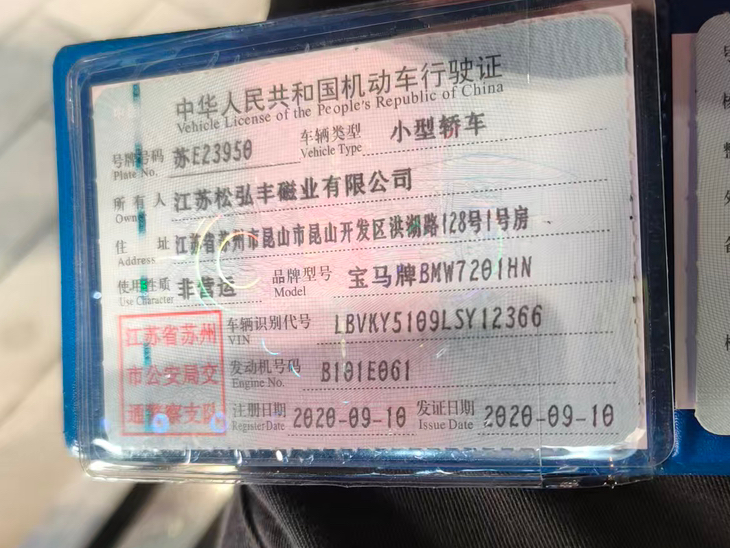 中华人民共和国机动车行驶证
Vehicle License of the People's Republic of China
号牌号码 苏E23950 车辆类型 小型轿车
Plate No. Vehicle Type
所有人 江苏松弘丰磁业有限公司
Owner
住址 江苏省苏州市昆山市昆山开发区洪湖路128号1号房
Address
使用性质 非营运 品牌型号 宝马牌BMW7201HN
Use Character Model
江苏省苏州
市公安局交
通警察支队
车辆识别代号 LBVKY5109LSY12366
VIN
发动机号码 B101E061
Engine No.
注册日期 2020-09-10 发证日期 2020-09-10
Register Date Issue Date